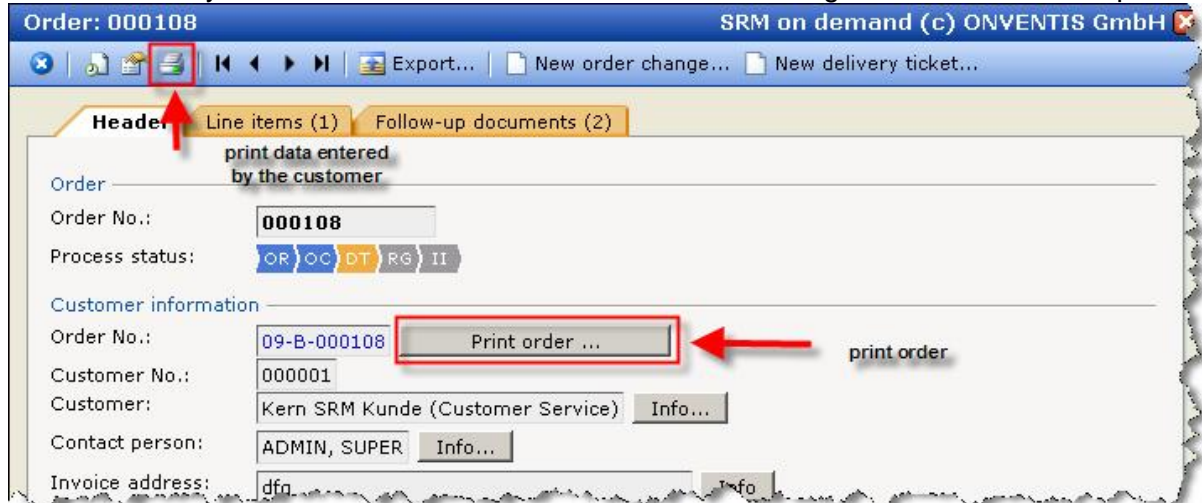 Order: 000108 SRM on demand (c) ONVENTIS GmbH
Export... New order change... New delivery ticket...
Header Line items (1) Follow-up documents (2)
print data entered
by the customer
Order
Order No.: 000108
Process status: OR OC DT RG II
Customer information
Order No.: 09-B-000108 Print order ... print order
Customer No.: 000001
Customer: Kern SRM Kunde (Customer Service) Info...
Contact person: ADMIN, SUPER Info...
Invoice address: dfg Info